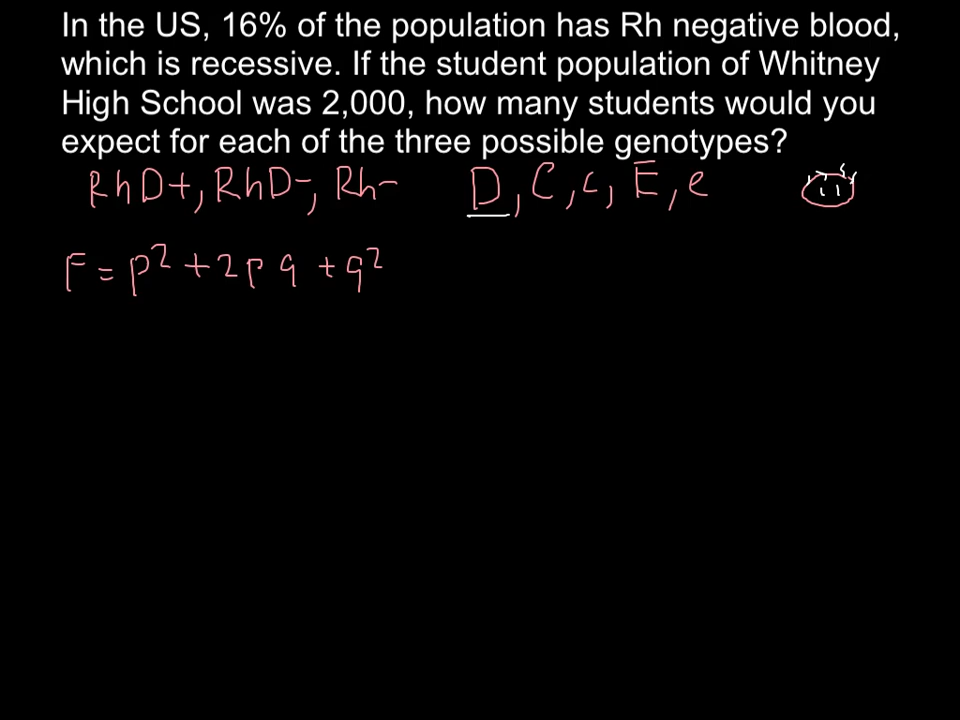 In the US, 16% of the population has Rh negative blood,
which is recessive. If the student population of Whitney
High School was 2,000, how many students would you
expect for each of the three possible genotypes?
RhD+, RhD-, Rh- D, C, c, E, e
F = p² + 2pq + q²